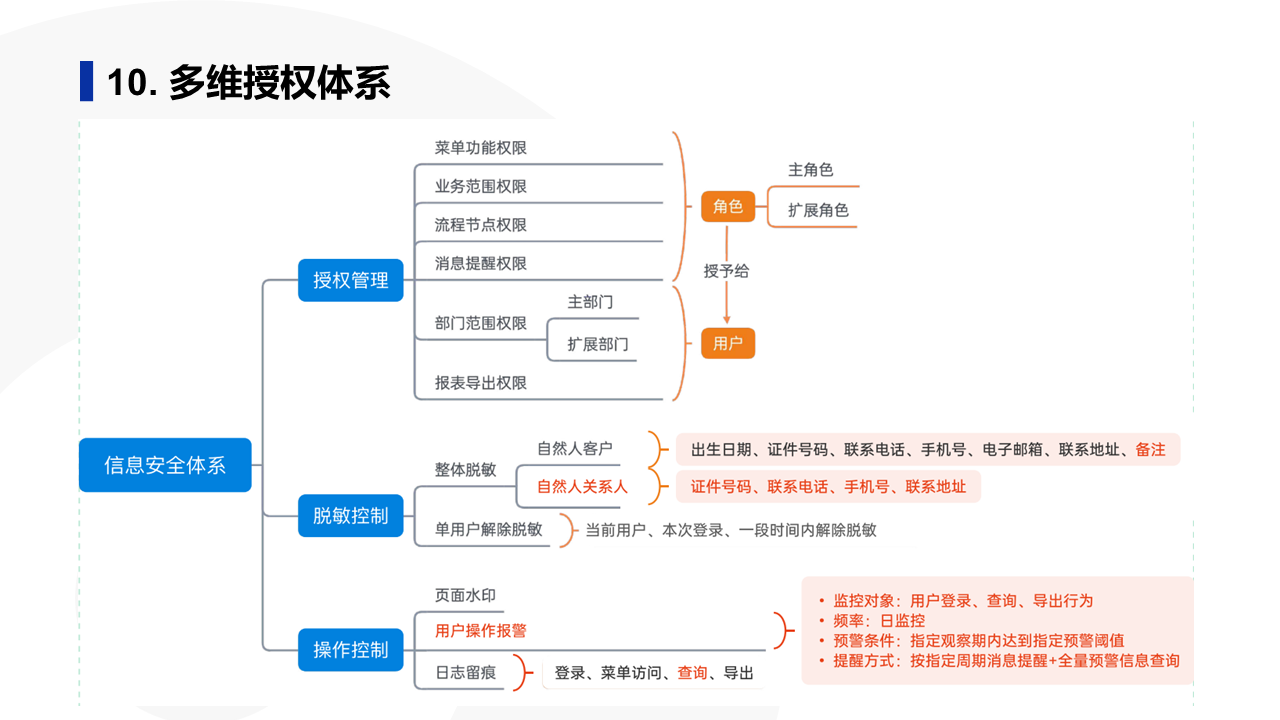 10. 多维授权体系
菜单功能权限
业务范围权限
流程节点权限
消息提醒权限
部门范围权限
主部门
扩展部门
报表导出权限
角色
主角色
扩展角色
授予给
用户
授权管理
信息安全体系
脱敏控制
整体脱敏
自然人客户
出生日期、证件号码、联系电话、手机号、电子邮箱、联系地址、备注
自然人关系人
证件号码、联系电话、手机号、联系地址
单用户解除脱敏
当前用户、本次登录、一段时间内解除脱敏
操作控制
页面水印
用户操作报警
• 监控对象：用户登录、查询、导出行为
• 频率：日监控
• 预警条件：指定观察期内达到指定预警阈值
• 提醒方式：按指定周期消息提醒+全量预警信息查询
日志留痕
登录、菜单访问、查询、导出